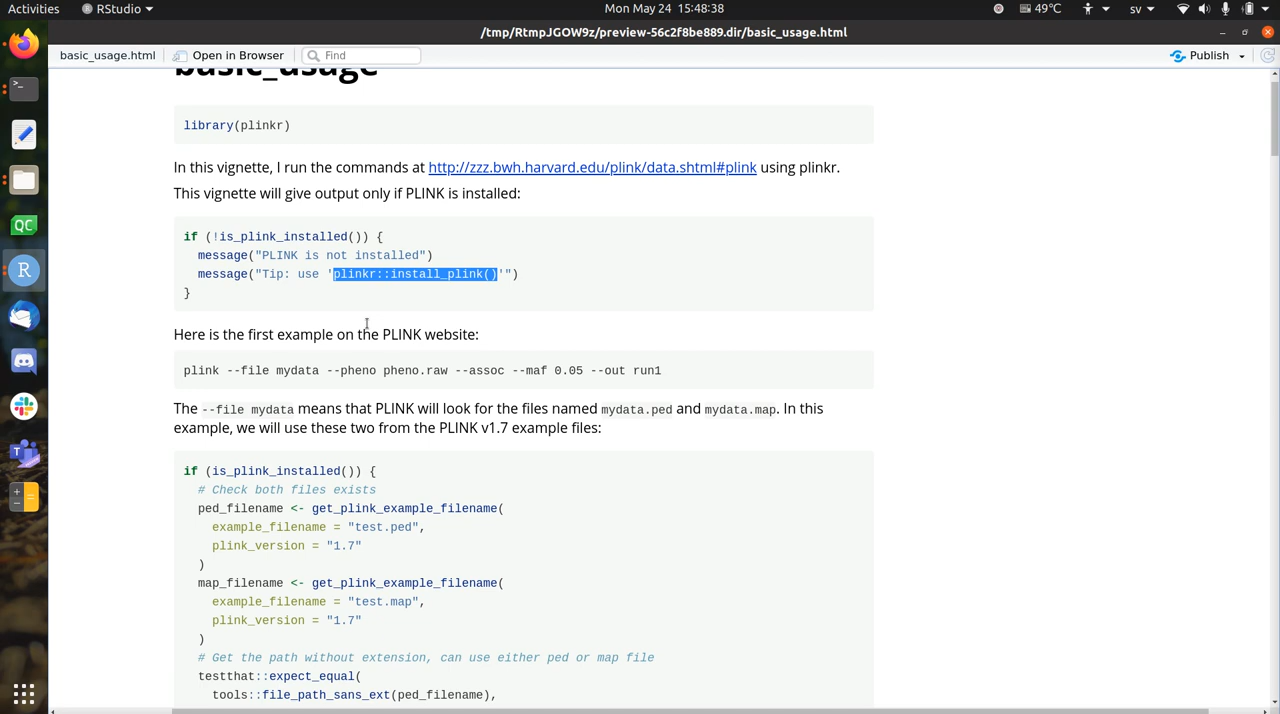 Activities RStudio Mon May 24 15:48:38 49°C sv
/tmp/RtmpJGOW9z/preview-56c2f8be889.dir/basic_usage.html
basic_usage.html Open in Browser Find Publish
basic_usage
library(plinkr)
In this vignette, I run the commands at http://zzz.bwh.harvard.edu/plink/data.shtml#plink using plinkr.
This vignette will give output only if PLINK is installed:
if (!is_plink_installed()) {
message("PLINK is not installed")
message("Tip: use 'plinkr::install_plink()'")
}
Here is the first example on the PLINK website:
plink --file mydata --pheno pheno.raw --assoc --maf 0.05 --out run1
The --file mydata means that PLINK will look for the files named mydata.ped and mydata.map. In this
example, we will use these two from the PLINK v1.7 example files:
if (is_plink_installed()) {
# Check both files exists
ped_filename <- get_plink_example_filename(
example_filename = "test.ped",
plink_version = "1.7"
)
map_filename <- get_plink_example_filename(
example_filename = "test.map",
plink_version = "1.7"
)
# Get the path without extension, can use either ped or map file
testthat::expect_equal(
tools::file_path_sans_ext(ped_filename),